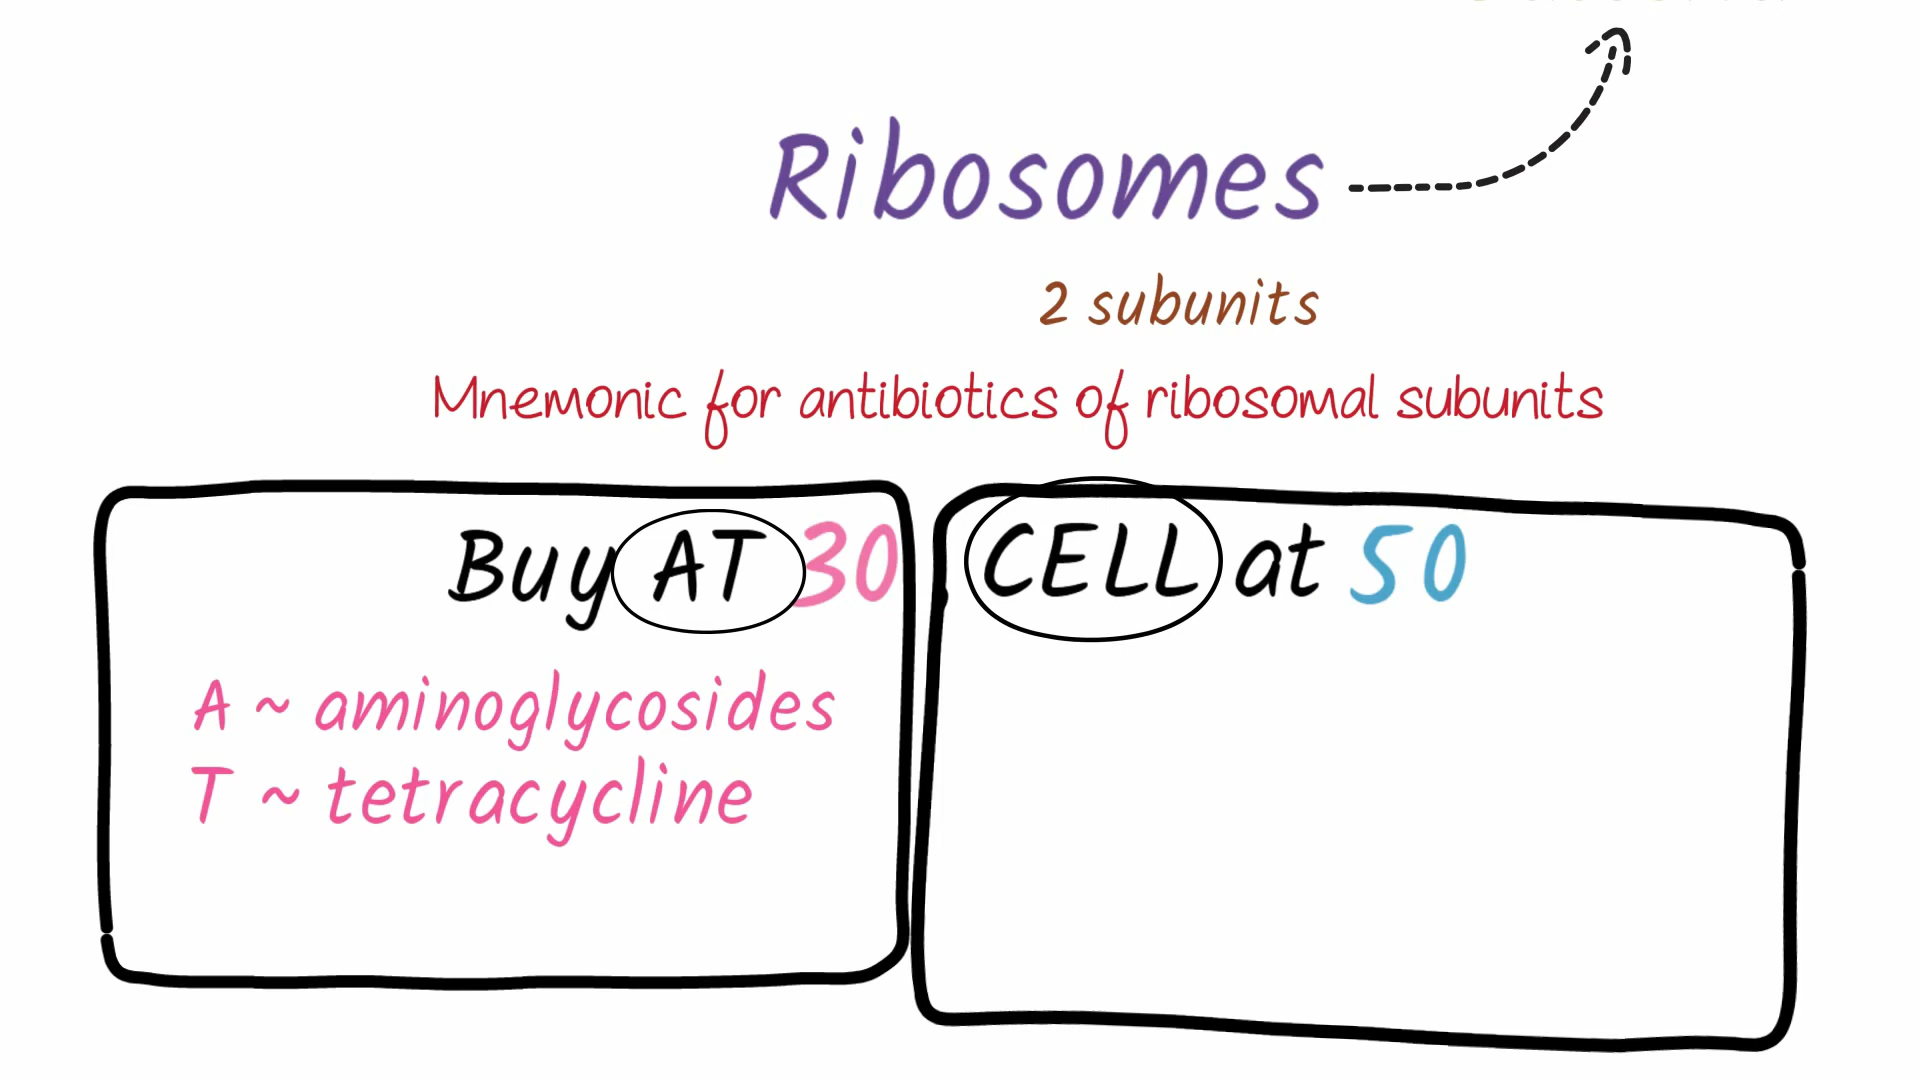 Ribosomes
2 subunits
Mnemonic for antibiotics of ribosomal subunits
Buy AT 30
A ~ aminoglycosides
T ~ tetracycline
CELL at 50